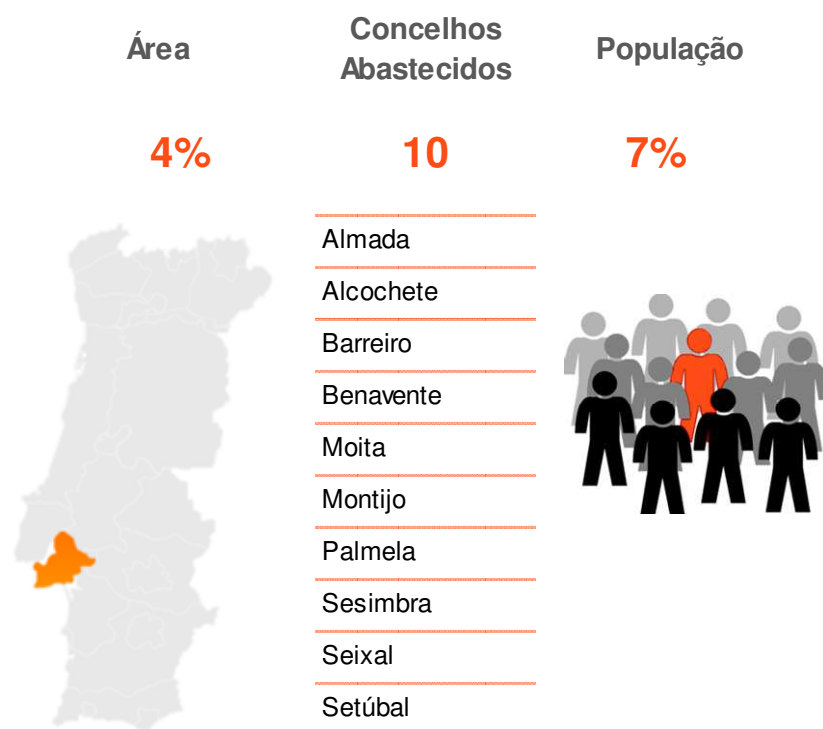 Área
Concelhos
Abastecidos
População
4%
10
7%
Almada
Alcochete
Barreiro
Benavente
Moita
Montijo
Palmela
Sesimbra
Seixal
Setúbal